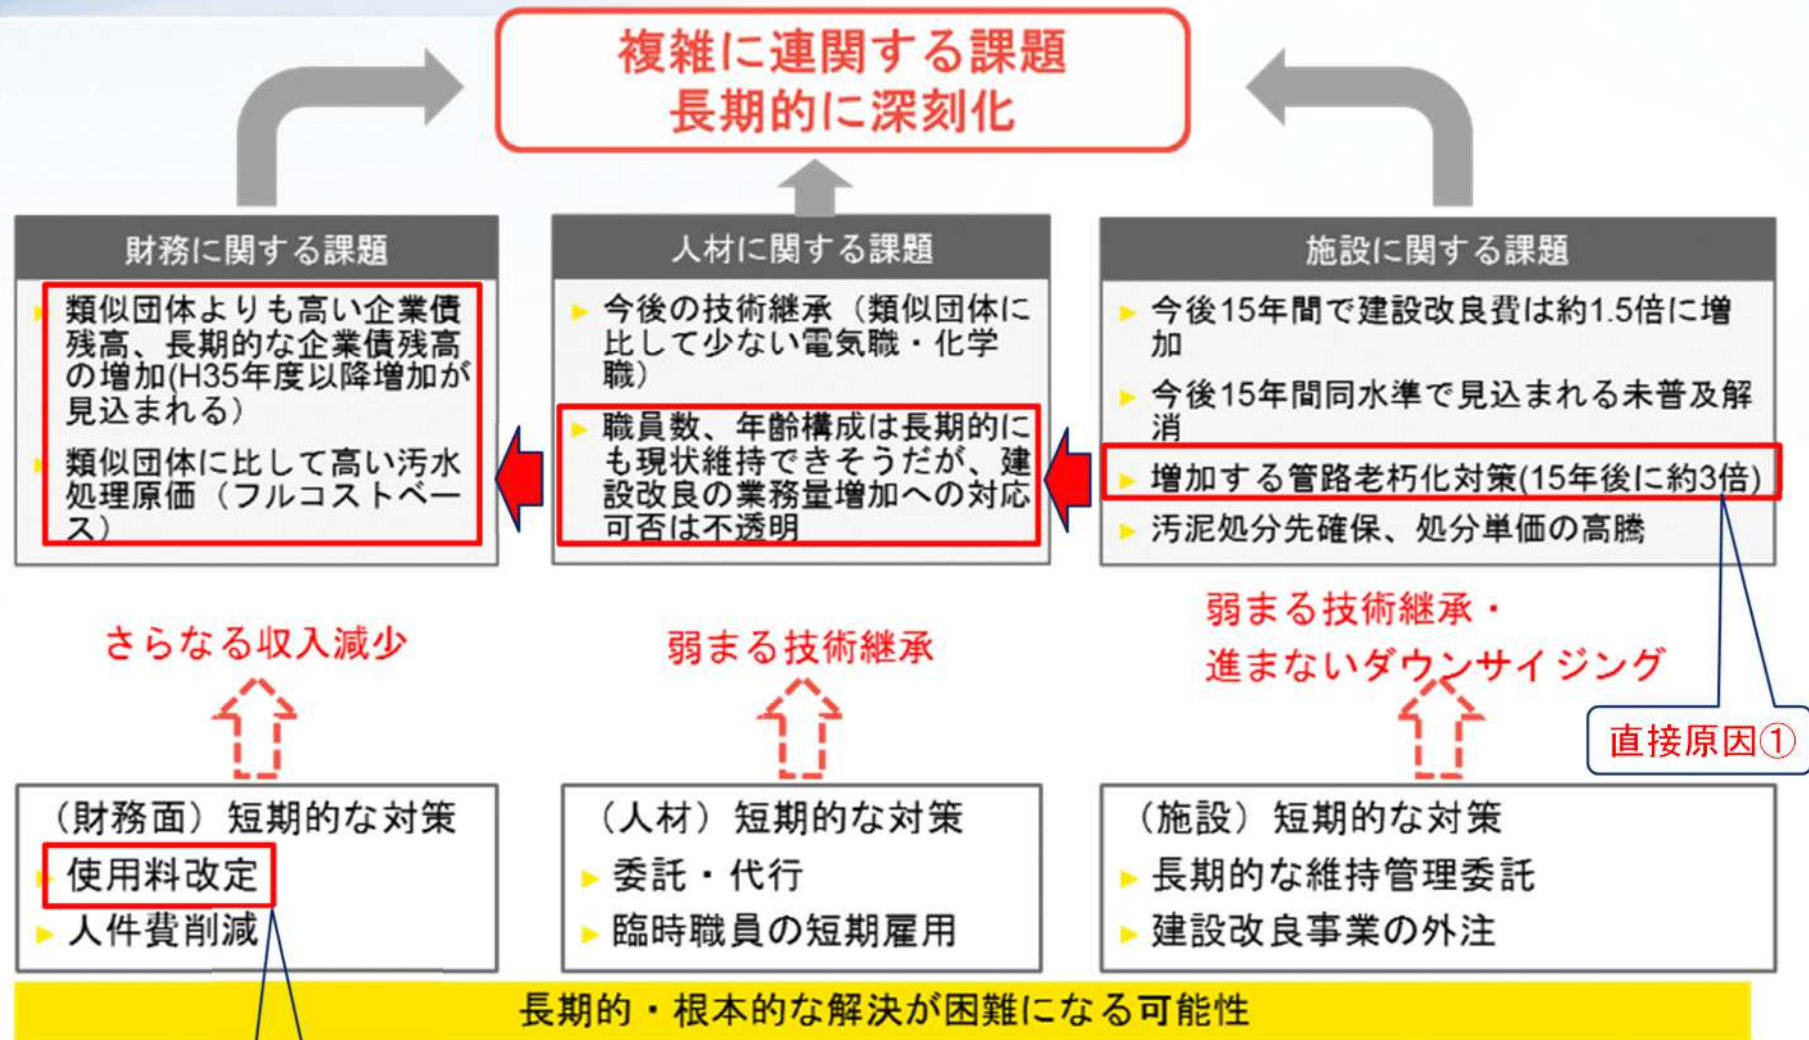 複雑に連関する課題
長期的に深刻化
財務に関する課題
類似団体よりも高い企業債
残高、長期的な企業債残高
の増加(H35年度以降増加が
見込まれる)
類似団体に比して高い汚水
処理原価（フルコストベー
ス）
人材に関する課題
今後の技術継承（類似団体に
比して少ない電気職・化学
職）
職員数、年齢構成は長期的に
も現状維持できそうだが、建
設改良の業務量増加への対応
可否は不透明
施設に関する課題
今後15年間で建設改良費は約1.5倍に増
加
今後15年間同水準で見込まれる未普及解
消
増加する管路老朽化対策(15年後に約3倍)
汚泥処分先確保、処分単価の高騰
さらなる収入減少
弱まる技術継承
弱まる技術継承・
進まないダウンサイジング
直接原因①
（財務面）短期的な対策
使用料改定
人件費削減
（人材）短期的な対策
委託・代行
臨時職員の短期雇用
（施設）短期的な対策
長期的な維持管理委託
建設改良事業の外注
長期的・根本的な解決が困難になる可能性